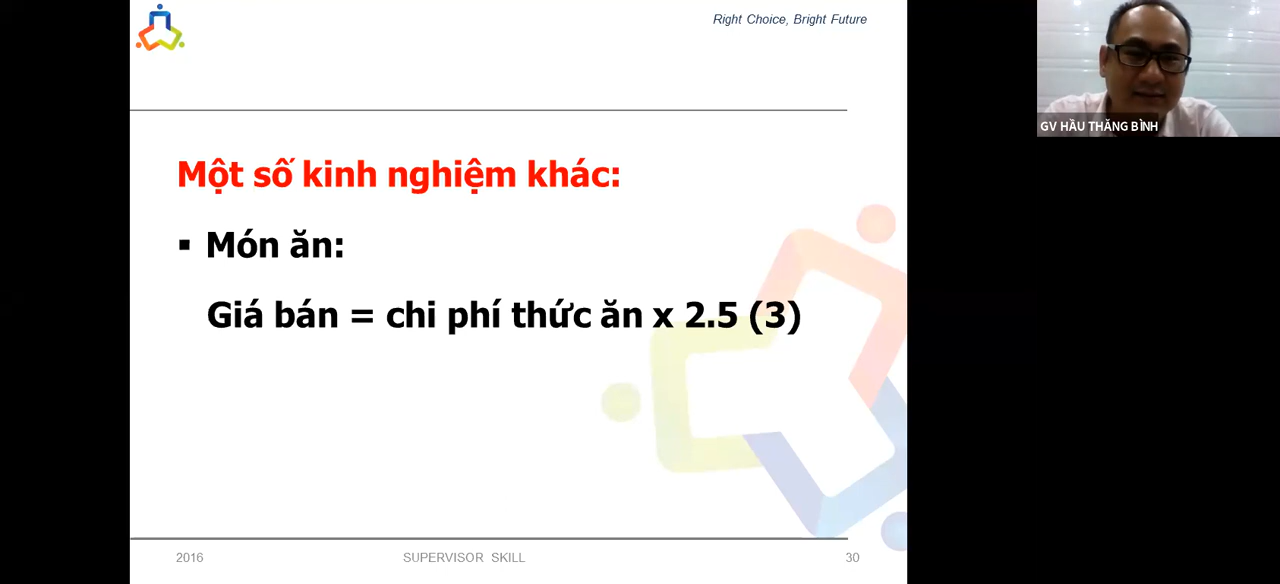 Right Choice, Bright Future
GV HẦU THĂNG BÌNH
Một số kinh nghiệm khác:
▪ Món ăn:
Giá bán = chi phí thức ăn x 2.5 (3)
2016 SUPERVISOR SKILL 30